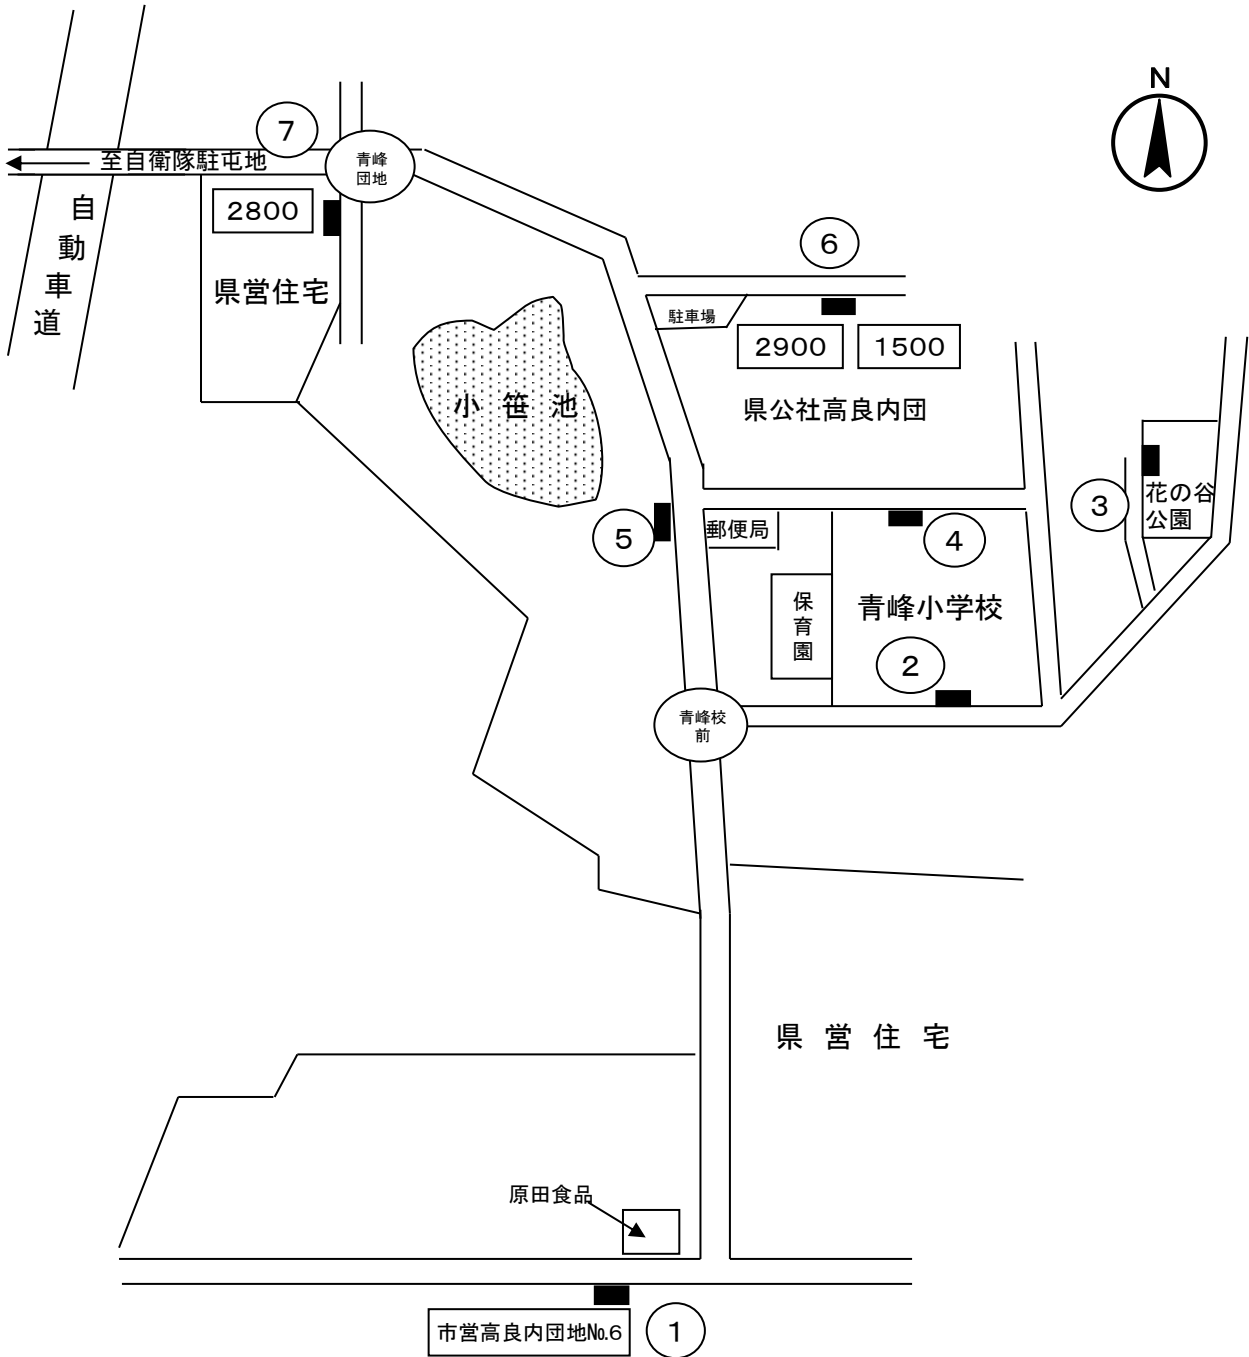 N
⑦
青峰
団地
至自衛隊駐屯地
自動車道
2800
県営住宅
⑥
駐車場
2900
1500
小笹池
県公社高良内団
③
花の谷
公園
⑤
郵便局
④
保育園
青峰小学校
②
青峰校
前
県営住宅
原田食品
市営高良内団地№6
①